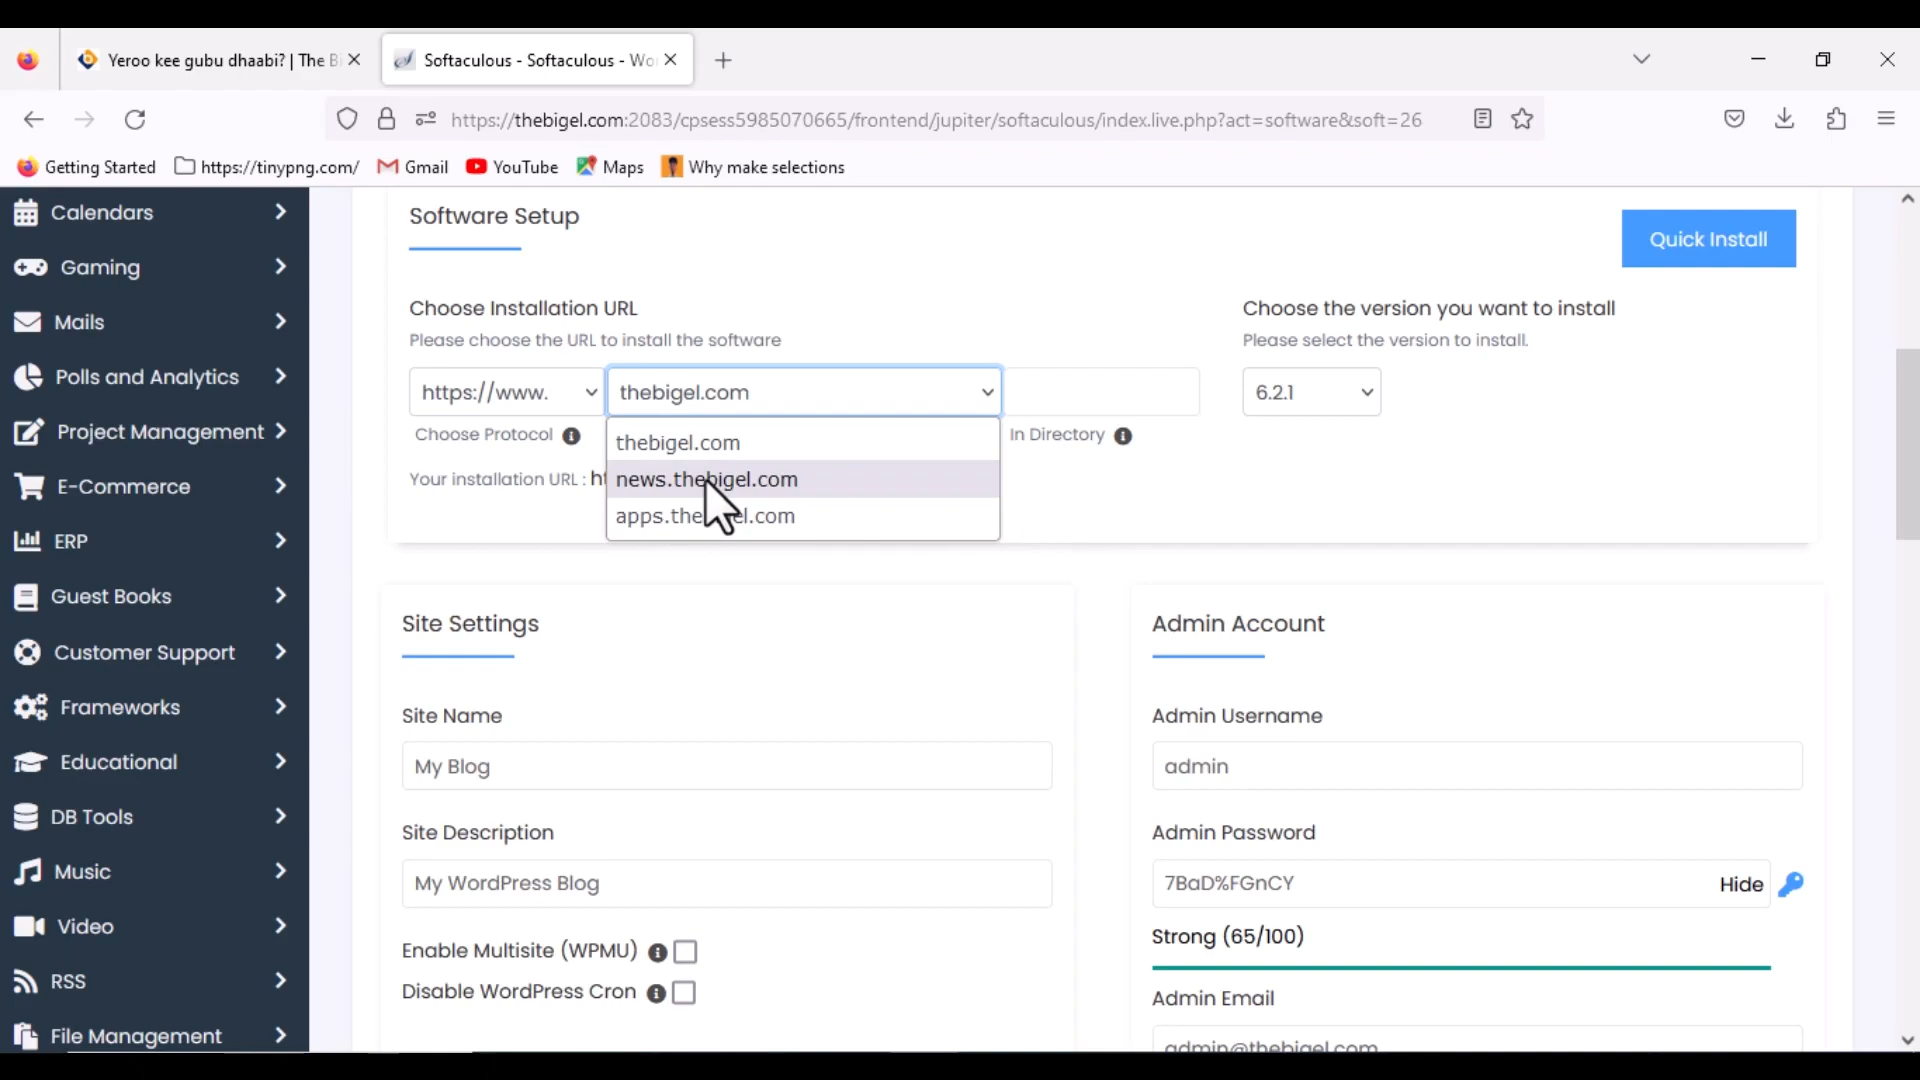 Yeroo kee gubu dhaabi? | The B
Softaculous - Softaculous - Wo
https://thebigel.com:2083/cpsess5985070665/frontend/jupiter/softaculous/index.live.php?act=software&soft=26
Getting Started
https://tinypng.com/
Gmail
YouTube
Maps
Why make selections
Calendars
Gaming
Mails
Polls and Analytics
Project Management
E-Commerce
ERP
Guest Books
Customer Support
Frameworks
Educational
DB Tools
Music
Video
RSS
File Management
Software Setup
Quick Install
Choose Installation URL
Please choose the URL to install the software
https://www.
thebigel.com
Choose Protocol
thebigel.com
news.thebigel.com
apps.the el.com
In Directory
Your installation URL : ht
Choose the version you want to install
Please select the version to install.
6.2.1
Site Settings
Site Name
My Blog
Site Description
My WordPress Blog
Enable Multisite (WPMU)
Disable WordPress Cron
Admin Account
Admin Username
admin
Admin Password
7BaD%FGnCY
Hide
Strong (65/100)
Admin Email
admin@thebigel.com